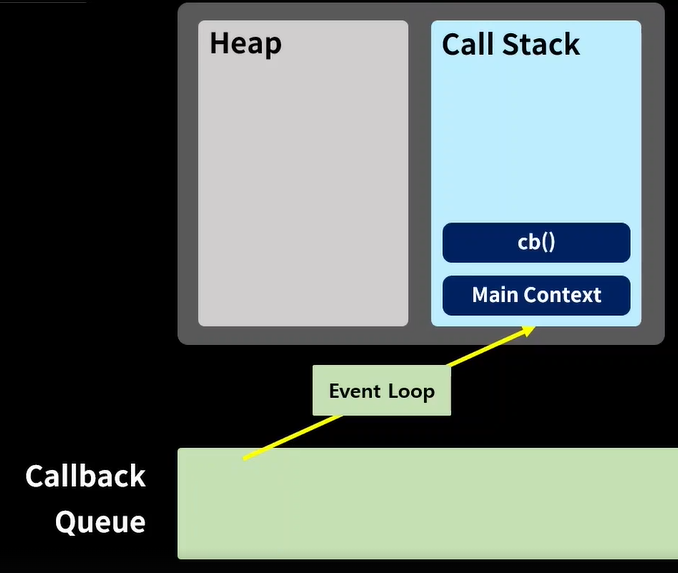 Heap
Call Stack
cb()
Main Context
Event Loop
Callback
Queue